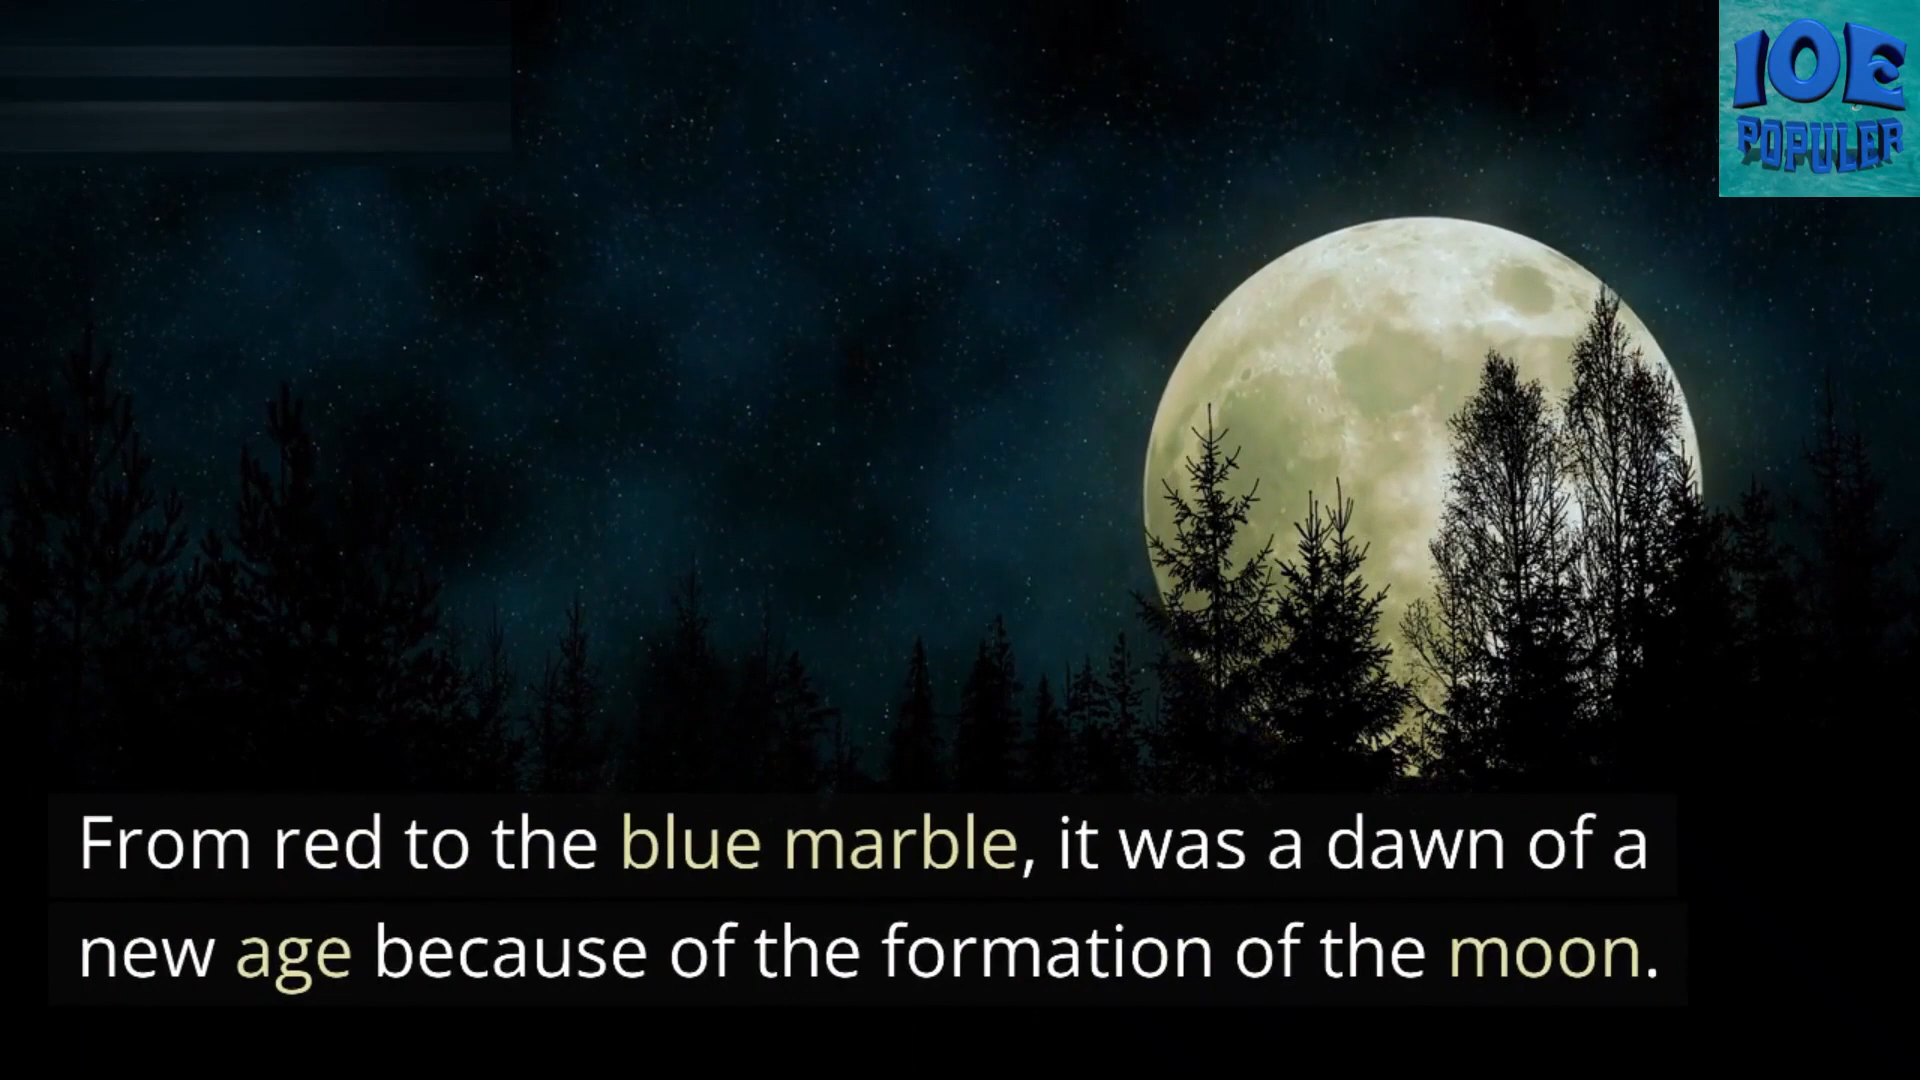 IOE
POPULER
From red to the blue marble, it was a dawn of a
new age because of the formation of the moon.